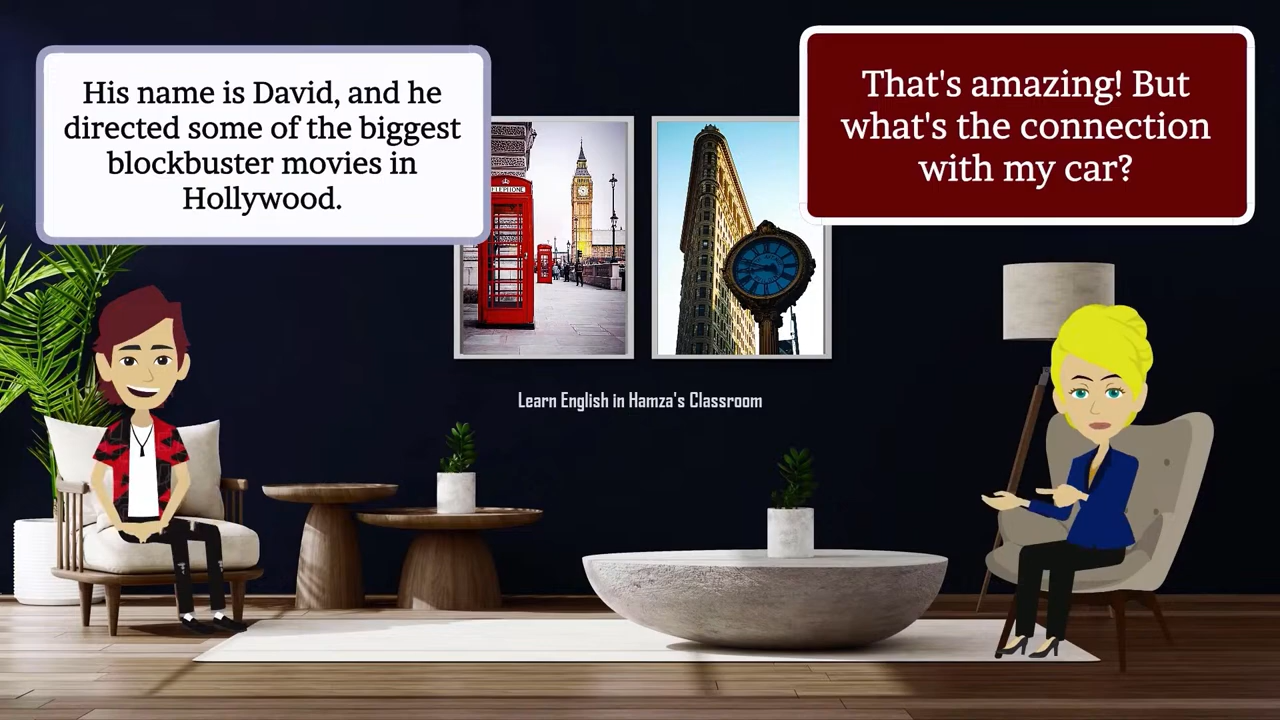 His name is David, and he
directed some of the biggest
blockbuster movies in
Hollywood.
That's amazing! But
what's the connection
with my car?
TELEPHONE
Learn English in Hamza's Classroom